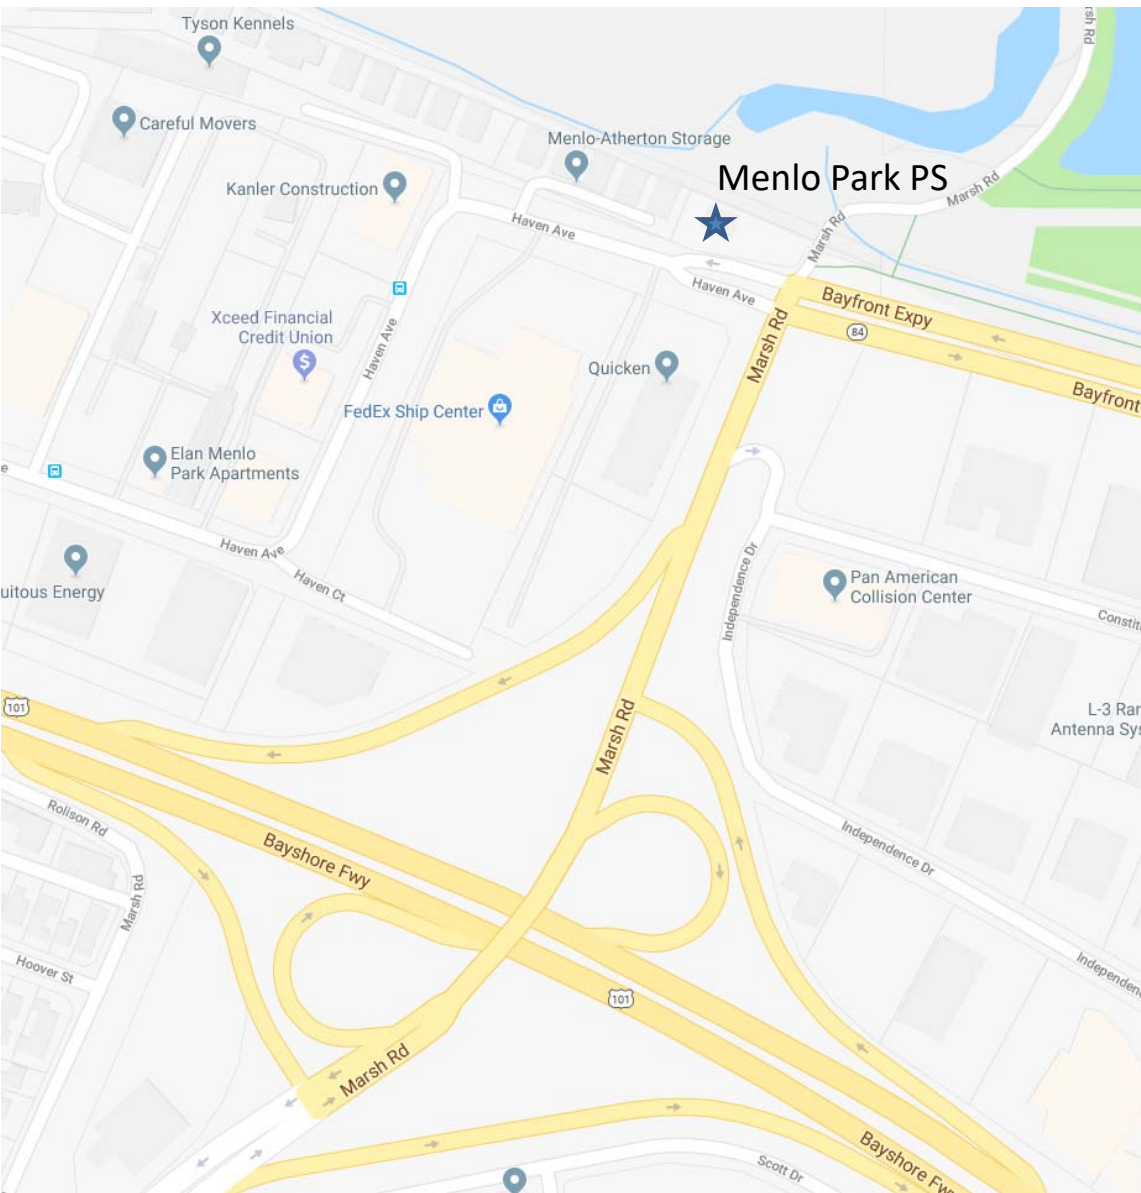 Tyson Kennels
rsh Rd
Careful Movers
Menlo-Atherton Storage
Menlo Park PS
Kanler Construction
Marsh Rd
Haven Ave
Marsh Rd
Haven Ave
Bayfront Expy
84
Xceed Financial
Credit Union
$
Haven Ave
Marsh Rd
Quicken
Bayfront
FedEx Ship Center
Elan Menlo
Park Apartments
e
Haven Ave
Independence Dr
Haven Ct
uitous Energy
Pan American
Collision Center
Constit
101
Marsh Rd
L-3 Ran
Antenna Sys
Rolison Rd
Bayshore Fwy
Independence Dr
Marsh Rd
Hoover St
Independenc
101
Marsh Rd
Bayshore Fwy
Scott Dr